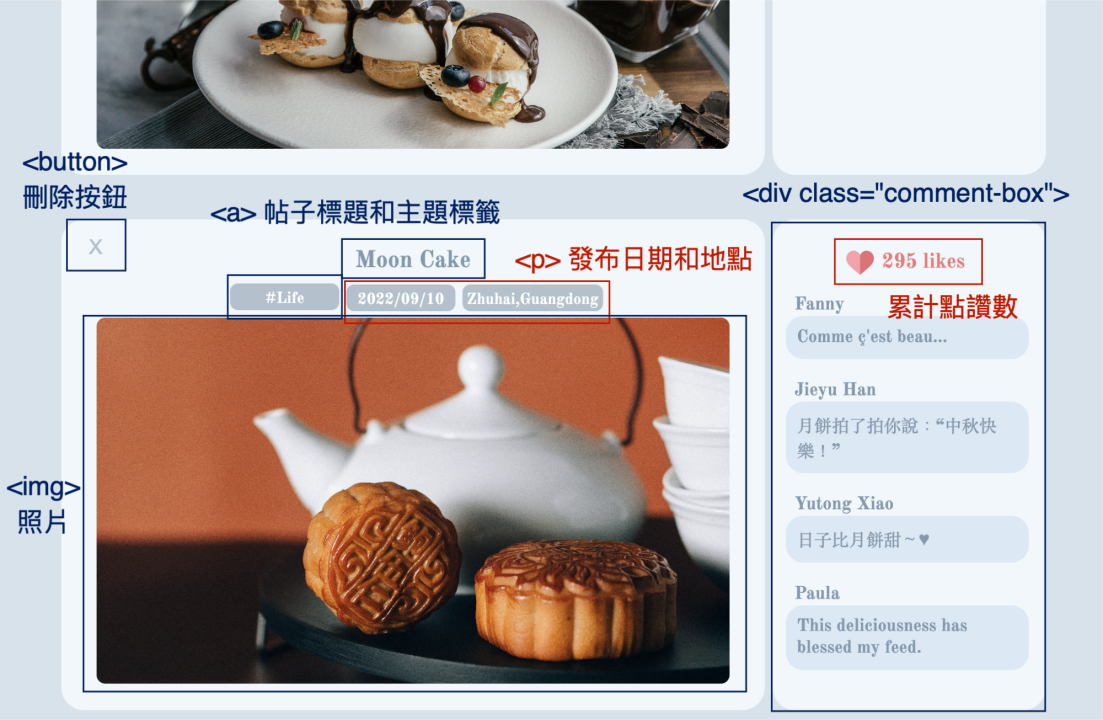 <button>
刪除按鈕
<a> 帖子標題和主題標籤
<div class="comment-box">
x
Moon Cake
<p> 發布日期和地點
#Life
2022/09/10
Zhuhai,Guangdong
<img>
照片
295 likes
累計點讚數
Fanny
Comme ç'est beau...
Jieyu Han
月餅拍了拍你說：“中秋快
樂！”
Yutong Xiao
日子比月餅甜～♥
Paula
This deliciousness has
blessed my feed.